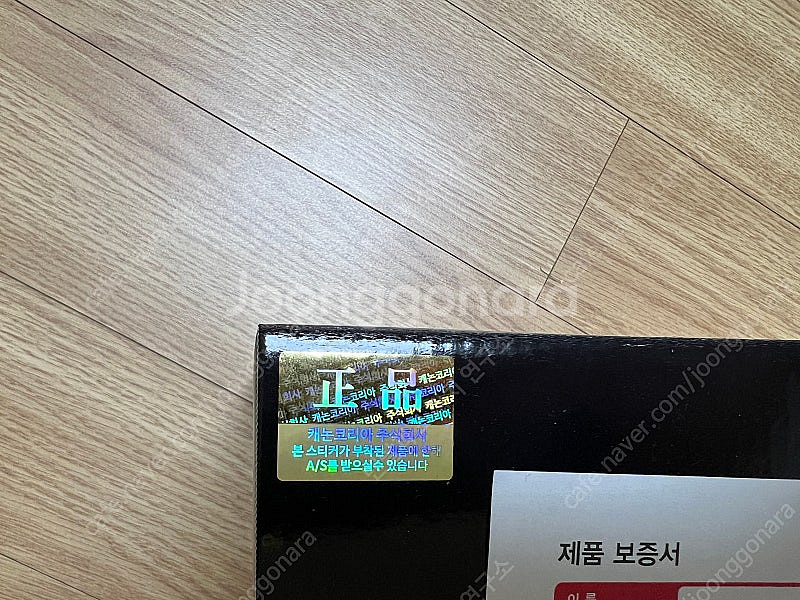 Joonggonara
正品
캐논코리아 주식회사
본 스티커가 부착된 제품에 한해
A/S를 받으실수 있습니다
제품 보증서
이 름
cafe.naver.com/joonggonara